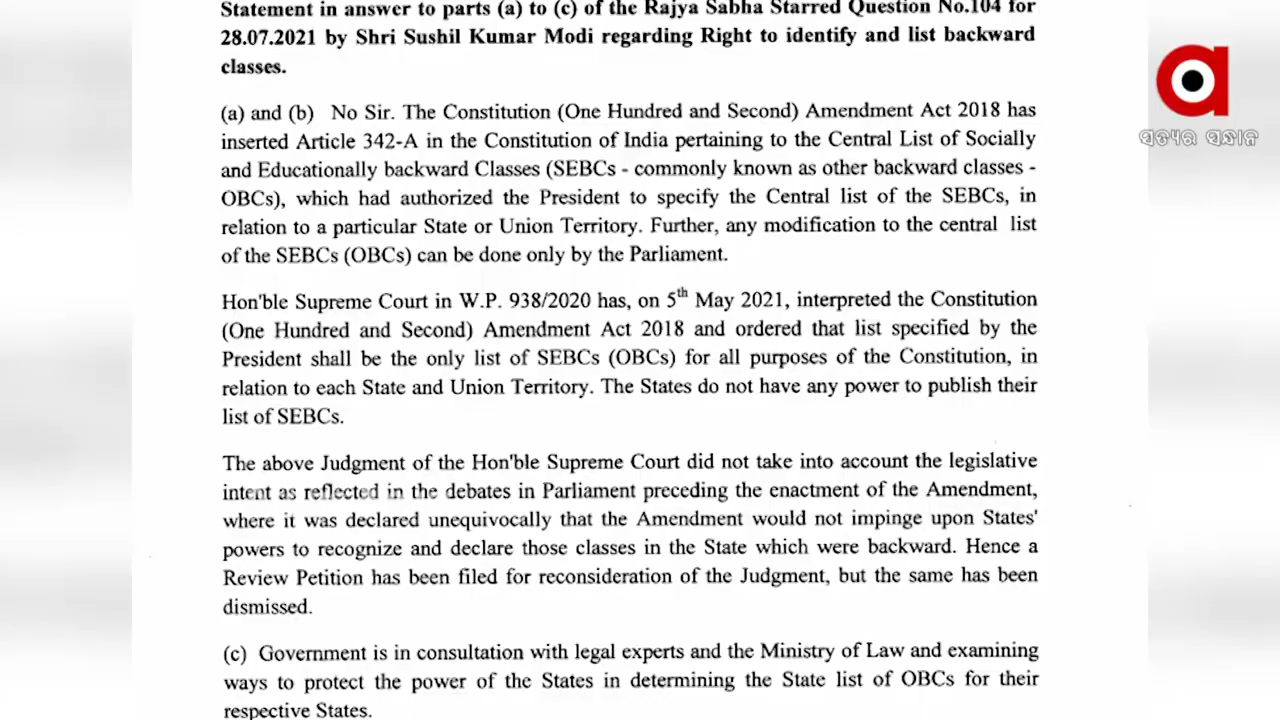 Statement in answer to parts (a) to (c) of the Rajya Sabha Starred Question No.104 for
28.07.2021 by Shri Sushil Kumar Modi regarding Right to identify and list backward
classes.
(a) and (b) No Sir. The Constitution (One Hundred and Second) Amendment Act 2018 has
inserted Article 342-A in the Constitution of India pertaining to the Central List of Socially
and Educationally backward Classes (SEBCs - commonly known as other backward classes -
OBCs), which had authorized the President to specify the Central list of the SEBCs, in
relation to a particular State or Union Territory. Further, any modification to the central list
of the SEBCs (OBCs) can be done only by the Parliament.
Hon'ble Supreme Court in W.P. 938/2020 has, on 5th May 2021, interpreted the Constitution
(One Hundred and Second) Amendment Act 2018 and ordered that list specified by the
President shall be the only list of SEBCs (OBCs) for all purposes of the Constitution, in
relation to each State and Union Territory. The States do not have any power to publish their
list of SEBCs.
The above Judgment of the Hon'ble Supreme Court did not take into account the legislative
intent as reflected in the debates in Parliament preceding the enactment of the Amendment,
where it was declared unequivocally that the Amendment would not impinge upon States'
powers to recognize and declare those classes in the State which were backward. Hence a
Review Petition has been filed for reconsideration of the Judgment, but the same has been
dismissed.
(c) Government is in consultation with legal experts and the Ministry of Law and examining
ways to protect the power of the States in determining the State list of OBCs for their
respective States.
a
ସତ୍ୟର ସନ୍ଧାନ